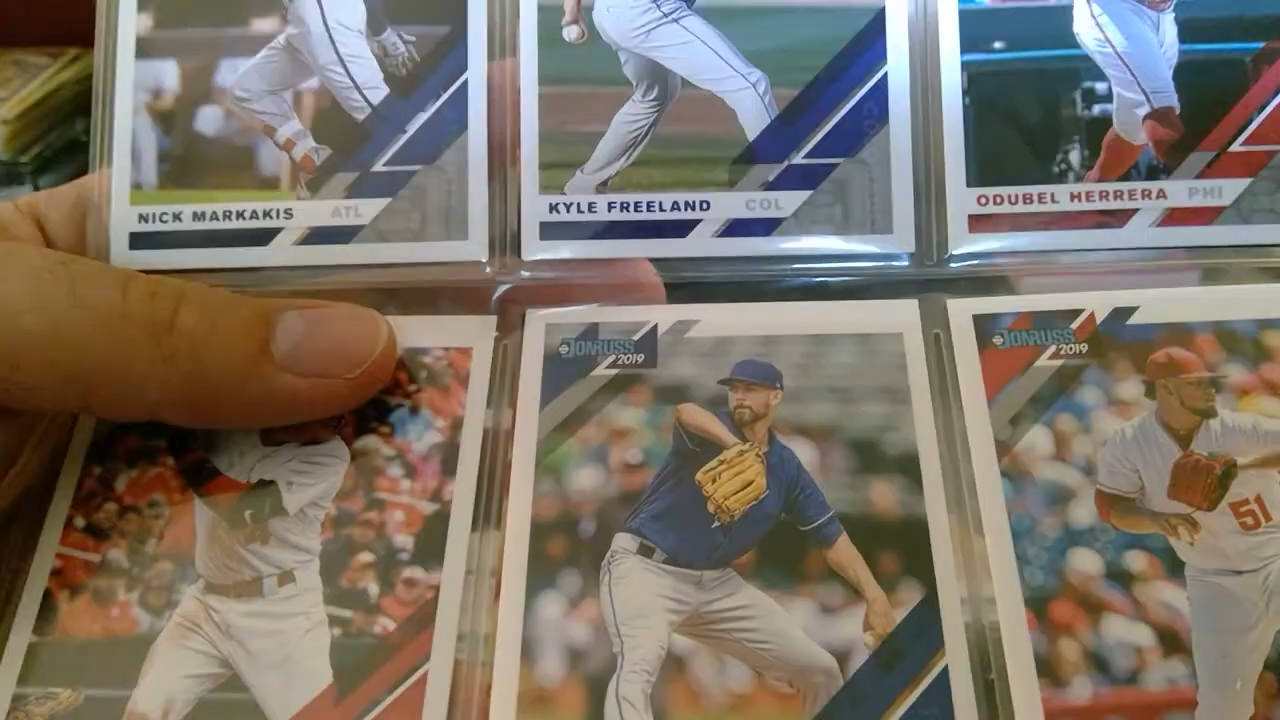 NICK MARKAKIS ATL
KYLE FREELAND COL
ODUBEL HERRERA PHI
DONRUSS
2019
DONRUSS
2019
51